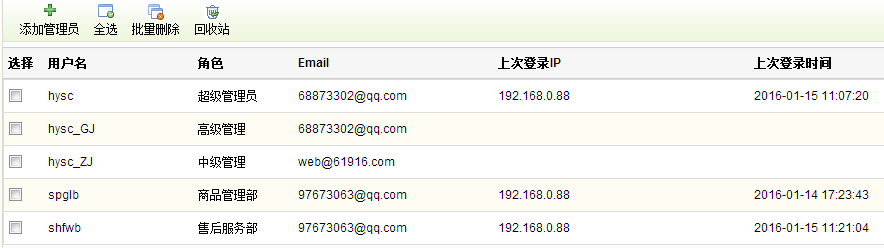 添加管理员 全选 批量删除 回收站
选择 用户名 角色 Email 上次登录IP 上次登录时间
hysc 超级管理员 68873302@qq.com 192.168.0.88 2016-01-15 11:07:20
hysc_GJ 高级管理 68873302@qq.com
hysc_ZJ 中级管理 web@61916.com
spglb 商品管理部 97673063@qq.com 192.168.0.88 2016-01-14 17:23:43
shfwb 售后服务部 97673063@qq.com 192.168.0.88 2016-01-15 11:21:04